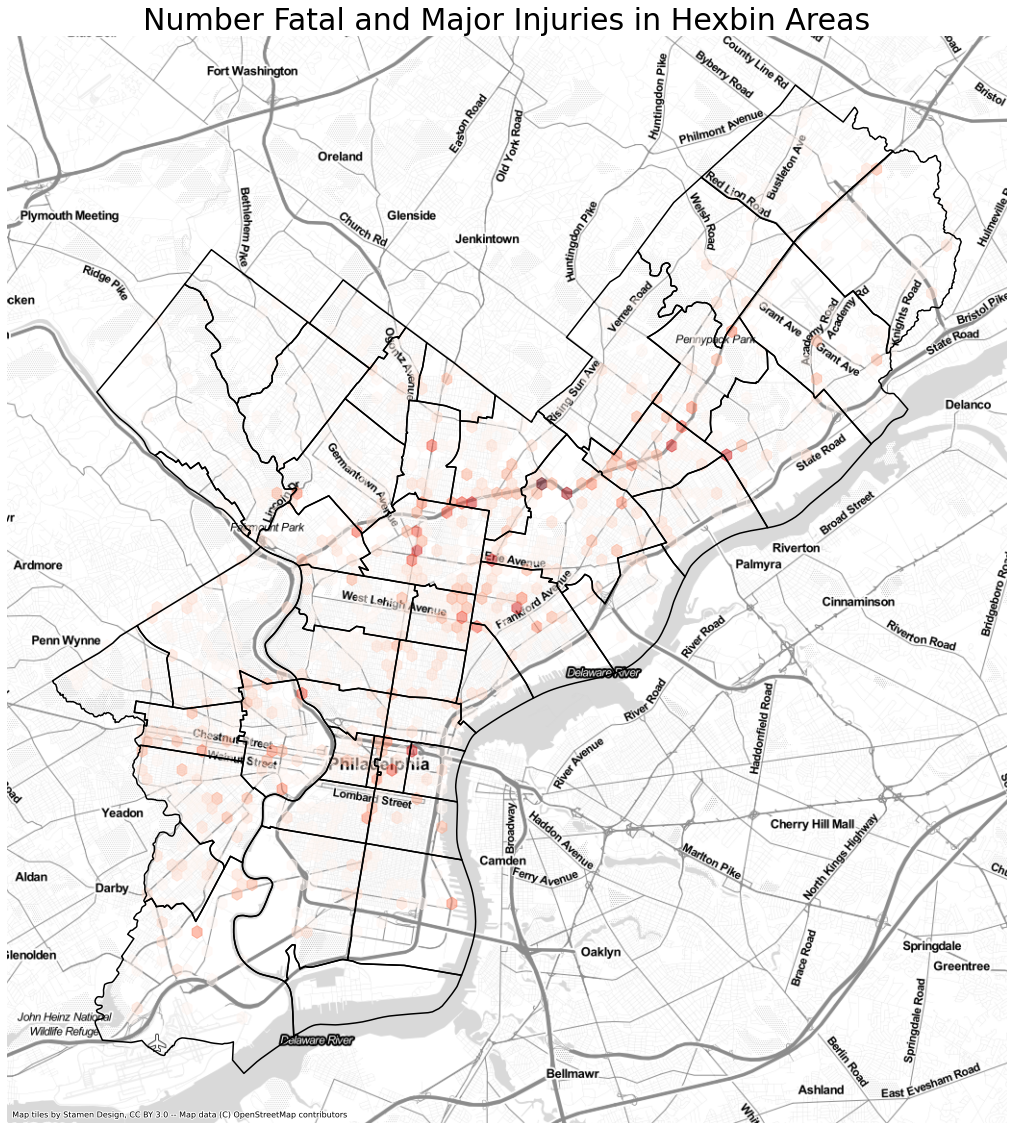 Number Fatal and Major Injuries in Hexbin Areas
Fort Washington
County Line Rd
Byberry Road
Bristol
Huntingdon Pike
Easton Road
Old York Road
Philmont Avenue
Oreland
Bustleton Ave
Red Lion Road
Plymouth Meeting
Bethlehem Pike
Church Rd
Glenside
Jenkintown
Huntingdon Pike
Welsh Road
Ridge Pike
cken
Verree Road
Grant Ave
Academy Road
Academy Rd
Knights Road
Bristol Pike
State Road
Pennypack Park
Grant Ave
Ogontz Avenue
Rising Sun Ave
Delanco
State Road
Germantown Avenue
Lincoln Dr
Fairmount Park
Broad Street
Riverton
Palmyra
Ardmore
Erie Avenue
West Lehigh Avenue
Frankford Avenue
Cinnaminson
Riverton Road
Penn Wynne
River Road
Delaware River
River Road
Haddonfield Road
Chestnut Street
Walnut Street
Philadelphia
River Avenue
Lombard Street
Yeadon
Broadway
Haddon Avenue
Cherry Hill Mall
North Kings Highway
Marlton Pike
Camden
Ferry Avenue
Aldan
Darby
Glenolden
Oaklyn
Brace Road
Springdale
Greentree
Springdale Road
John Heinz National
Wildlife Refuge
Delaware River
Bellmawr
Berlin Road
Ashland
East Evesham Road
Map tiles by Stamen Design, CC BY 3.0 -- Map data (C) OpenStreetMap contributors